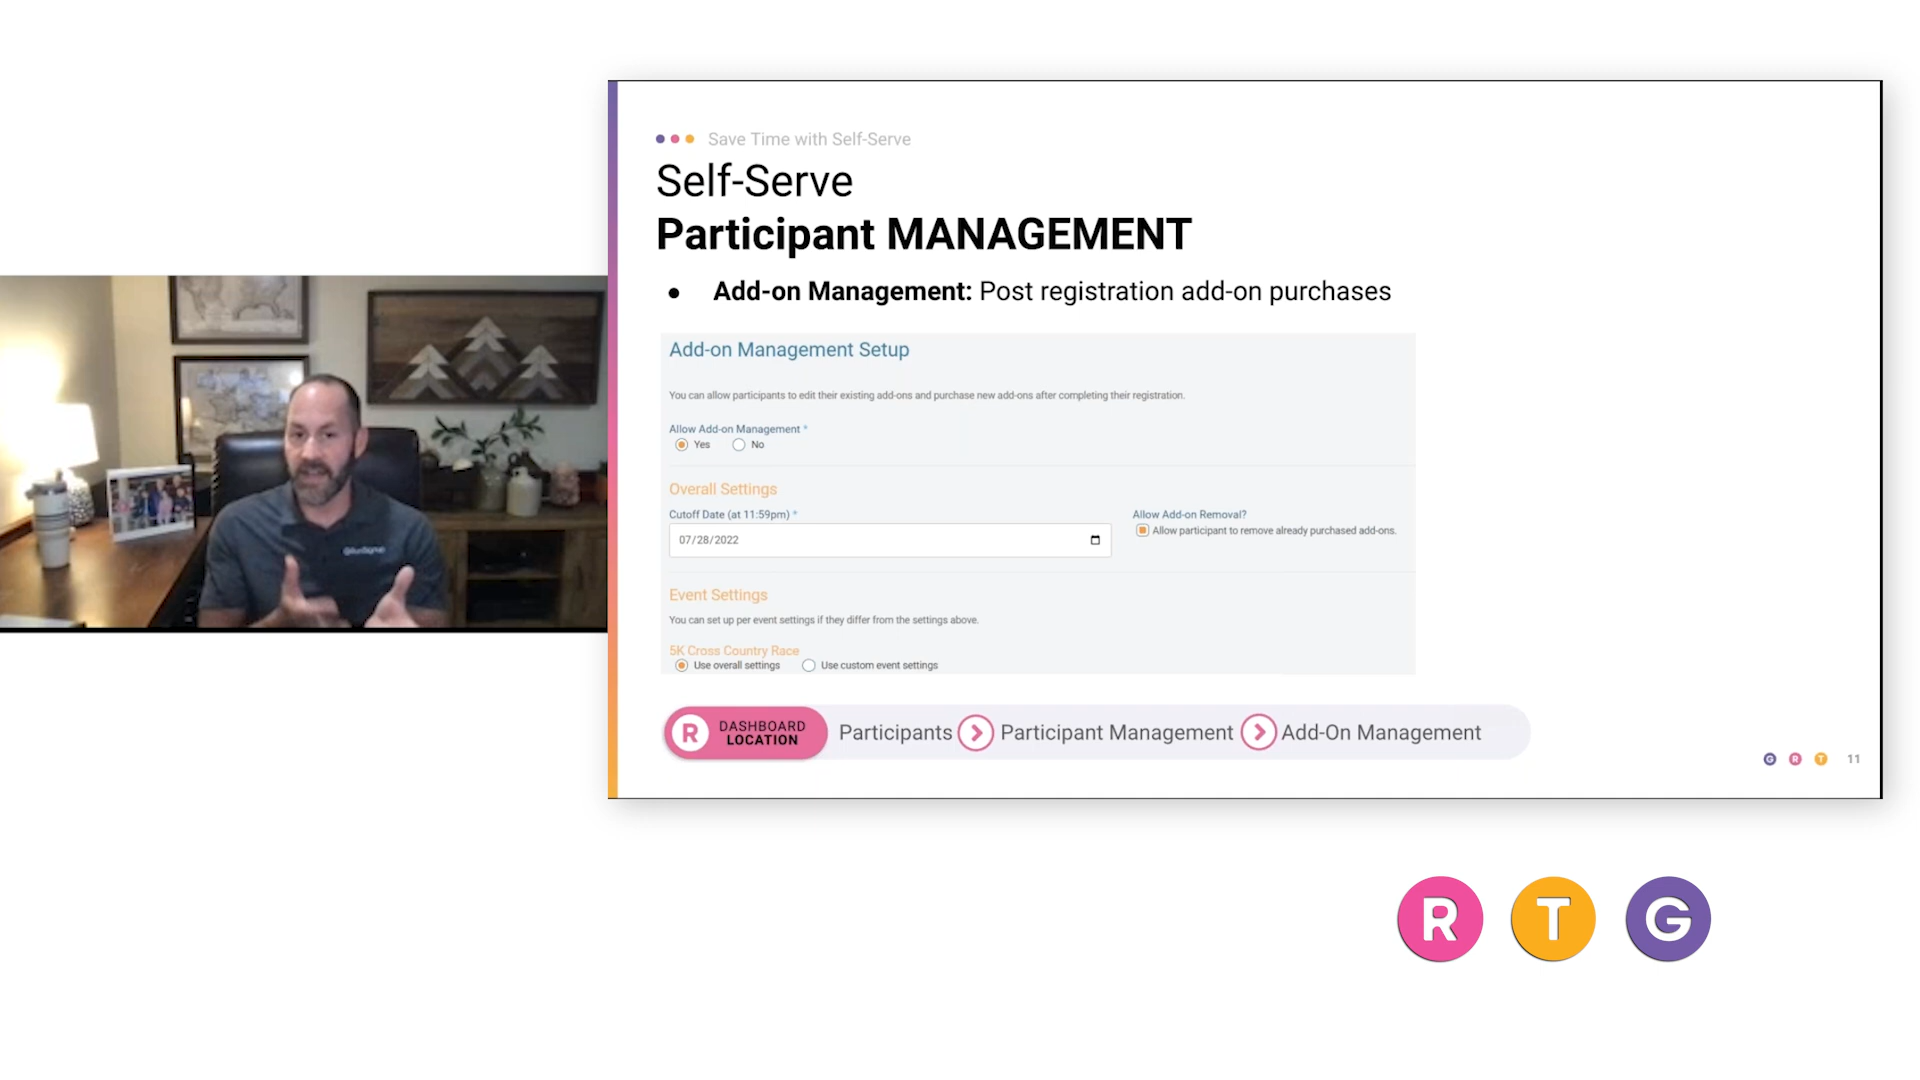 Save Time with Self-Serve
Self-Serve
Participant MANAGEMENT
● Add-on Management: Post registration add-on purchases
Add-on Management Setup
You can allow participants to edit their existing add-ons and purchase new add-ons after completing their registration.
Allow Add-on Management *
Yes No
Overall Settings
Cutoff Date (at 11:59pm) *
07/28/2022
Allow Add-on Removal?
Allow participant to remove already purchased add-ons.
Event Settings
You can set up per event settings if they differ from the settings above.
5K Cross Country Race
Use overall settings Use custom event settings
R DASHBOARD
LOCATION
Participants Participant Management Add-On Management
G R T 11
R T G